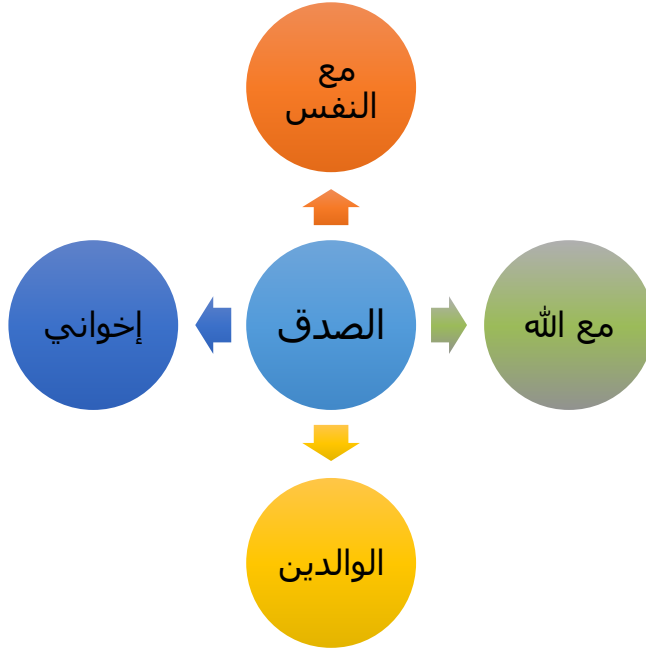 مع
النفس
مع الله
الصدق
إخواني
الوالدين